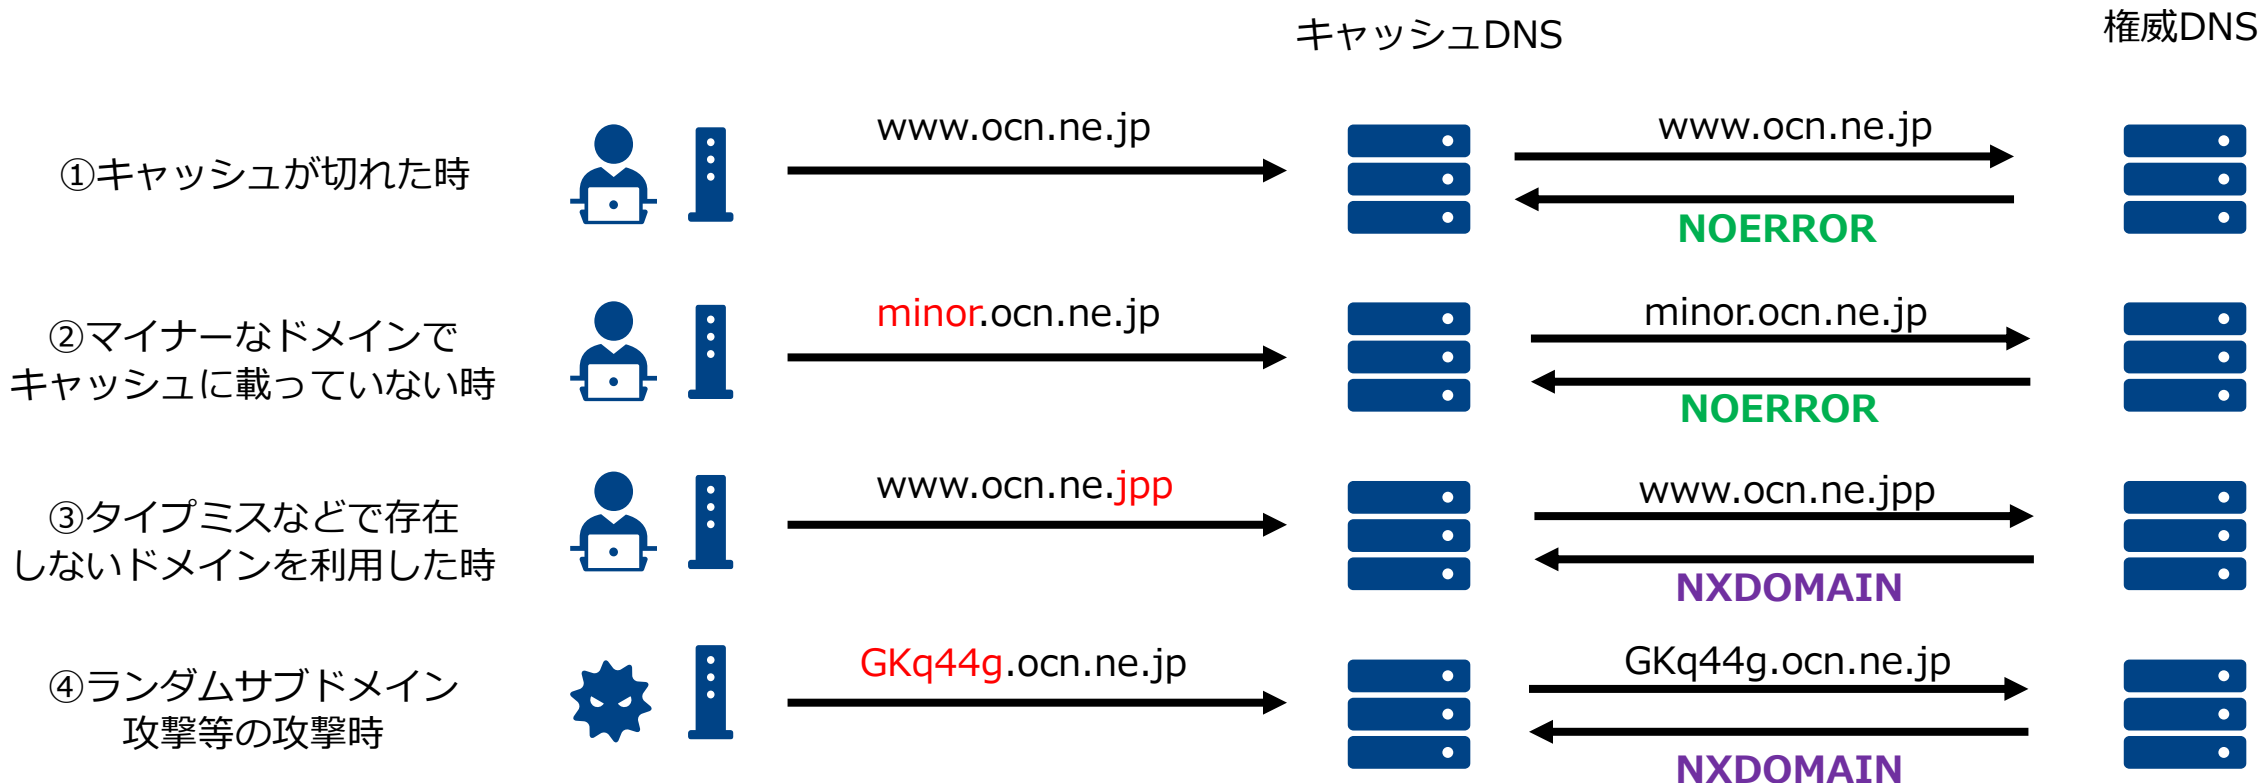 キャッシュDNS
権威DNS
①キャッシュが切れた時
www.ocn.ne.jp
www.ocn.ne.jp
NOERROR
②マイナーなドメインで
キャッシュに載っていない時
minor.ocn.ne.jp
minor.ocn.ne.jp
NOERROR
③タイプミスなどで存在
しないドメインを利用した時
www.ocn.ne.jpp
www.ocn.ne.jpp
NXDOMAIN
④ランダムサブドメイン
攻撃等の攻撃時
GKq44g.ocn.ne.jp
GKq44g.ocn.ne.jp
NXDOMAIN